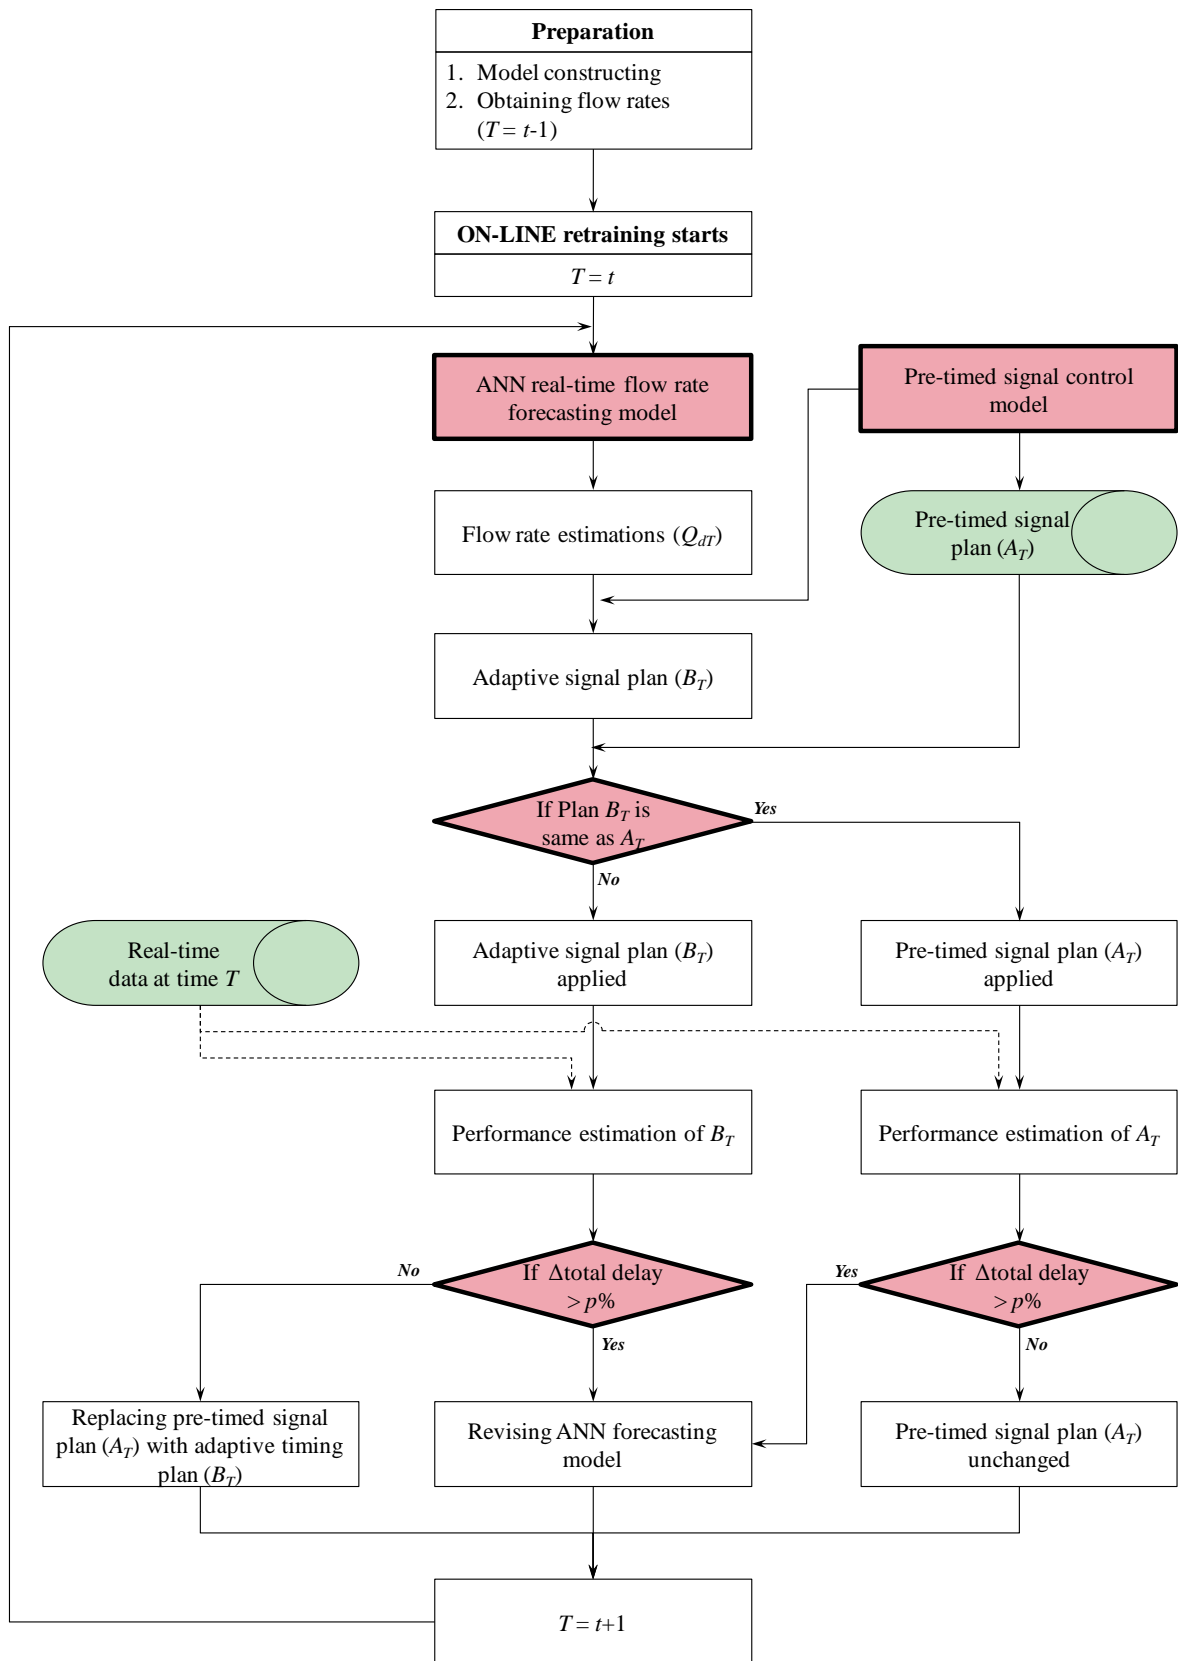 Preparation
1. Model constructing
2. Obtaining flow rates
(T = t-1)
ON-LINE retraining starts
T = t
ANN real-time flow rate
forecasting model
Pre-timed signal control
model
Flow rate estimations (Q_dT)
Pre-timed signal
plan (A_T)
Adaptive signal plan (B_T)
If Plan B_T is
same as A_T
Yes
No
Real-time
data at time T
Adaptive signal plan (B_T)
applied
Pre-timed signal plan (A_T)
applied
Performance estimation of B_T
Performance estimation of A_T
No
If Δtotal delay
> p%
Yes
Yes
If Δtotal delay
> p%
No
Replacing pre-timed signal
plan (A_T) with adaptive timing
plan (B_T)
Revising ANN forecasting
model
Pre-timed signal plan (A_T)
unchanged
T = t+1